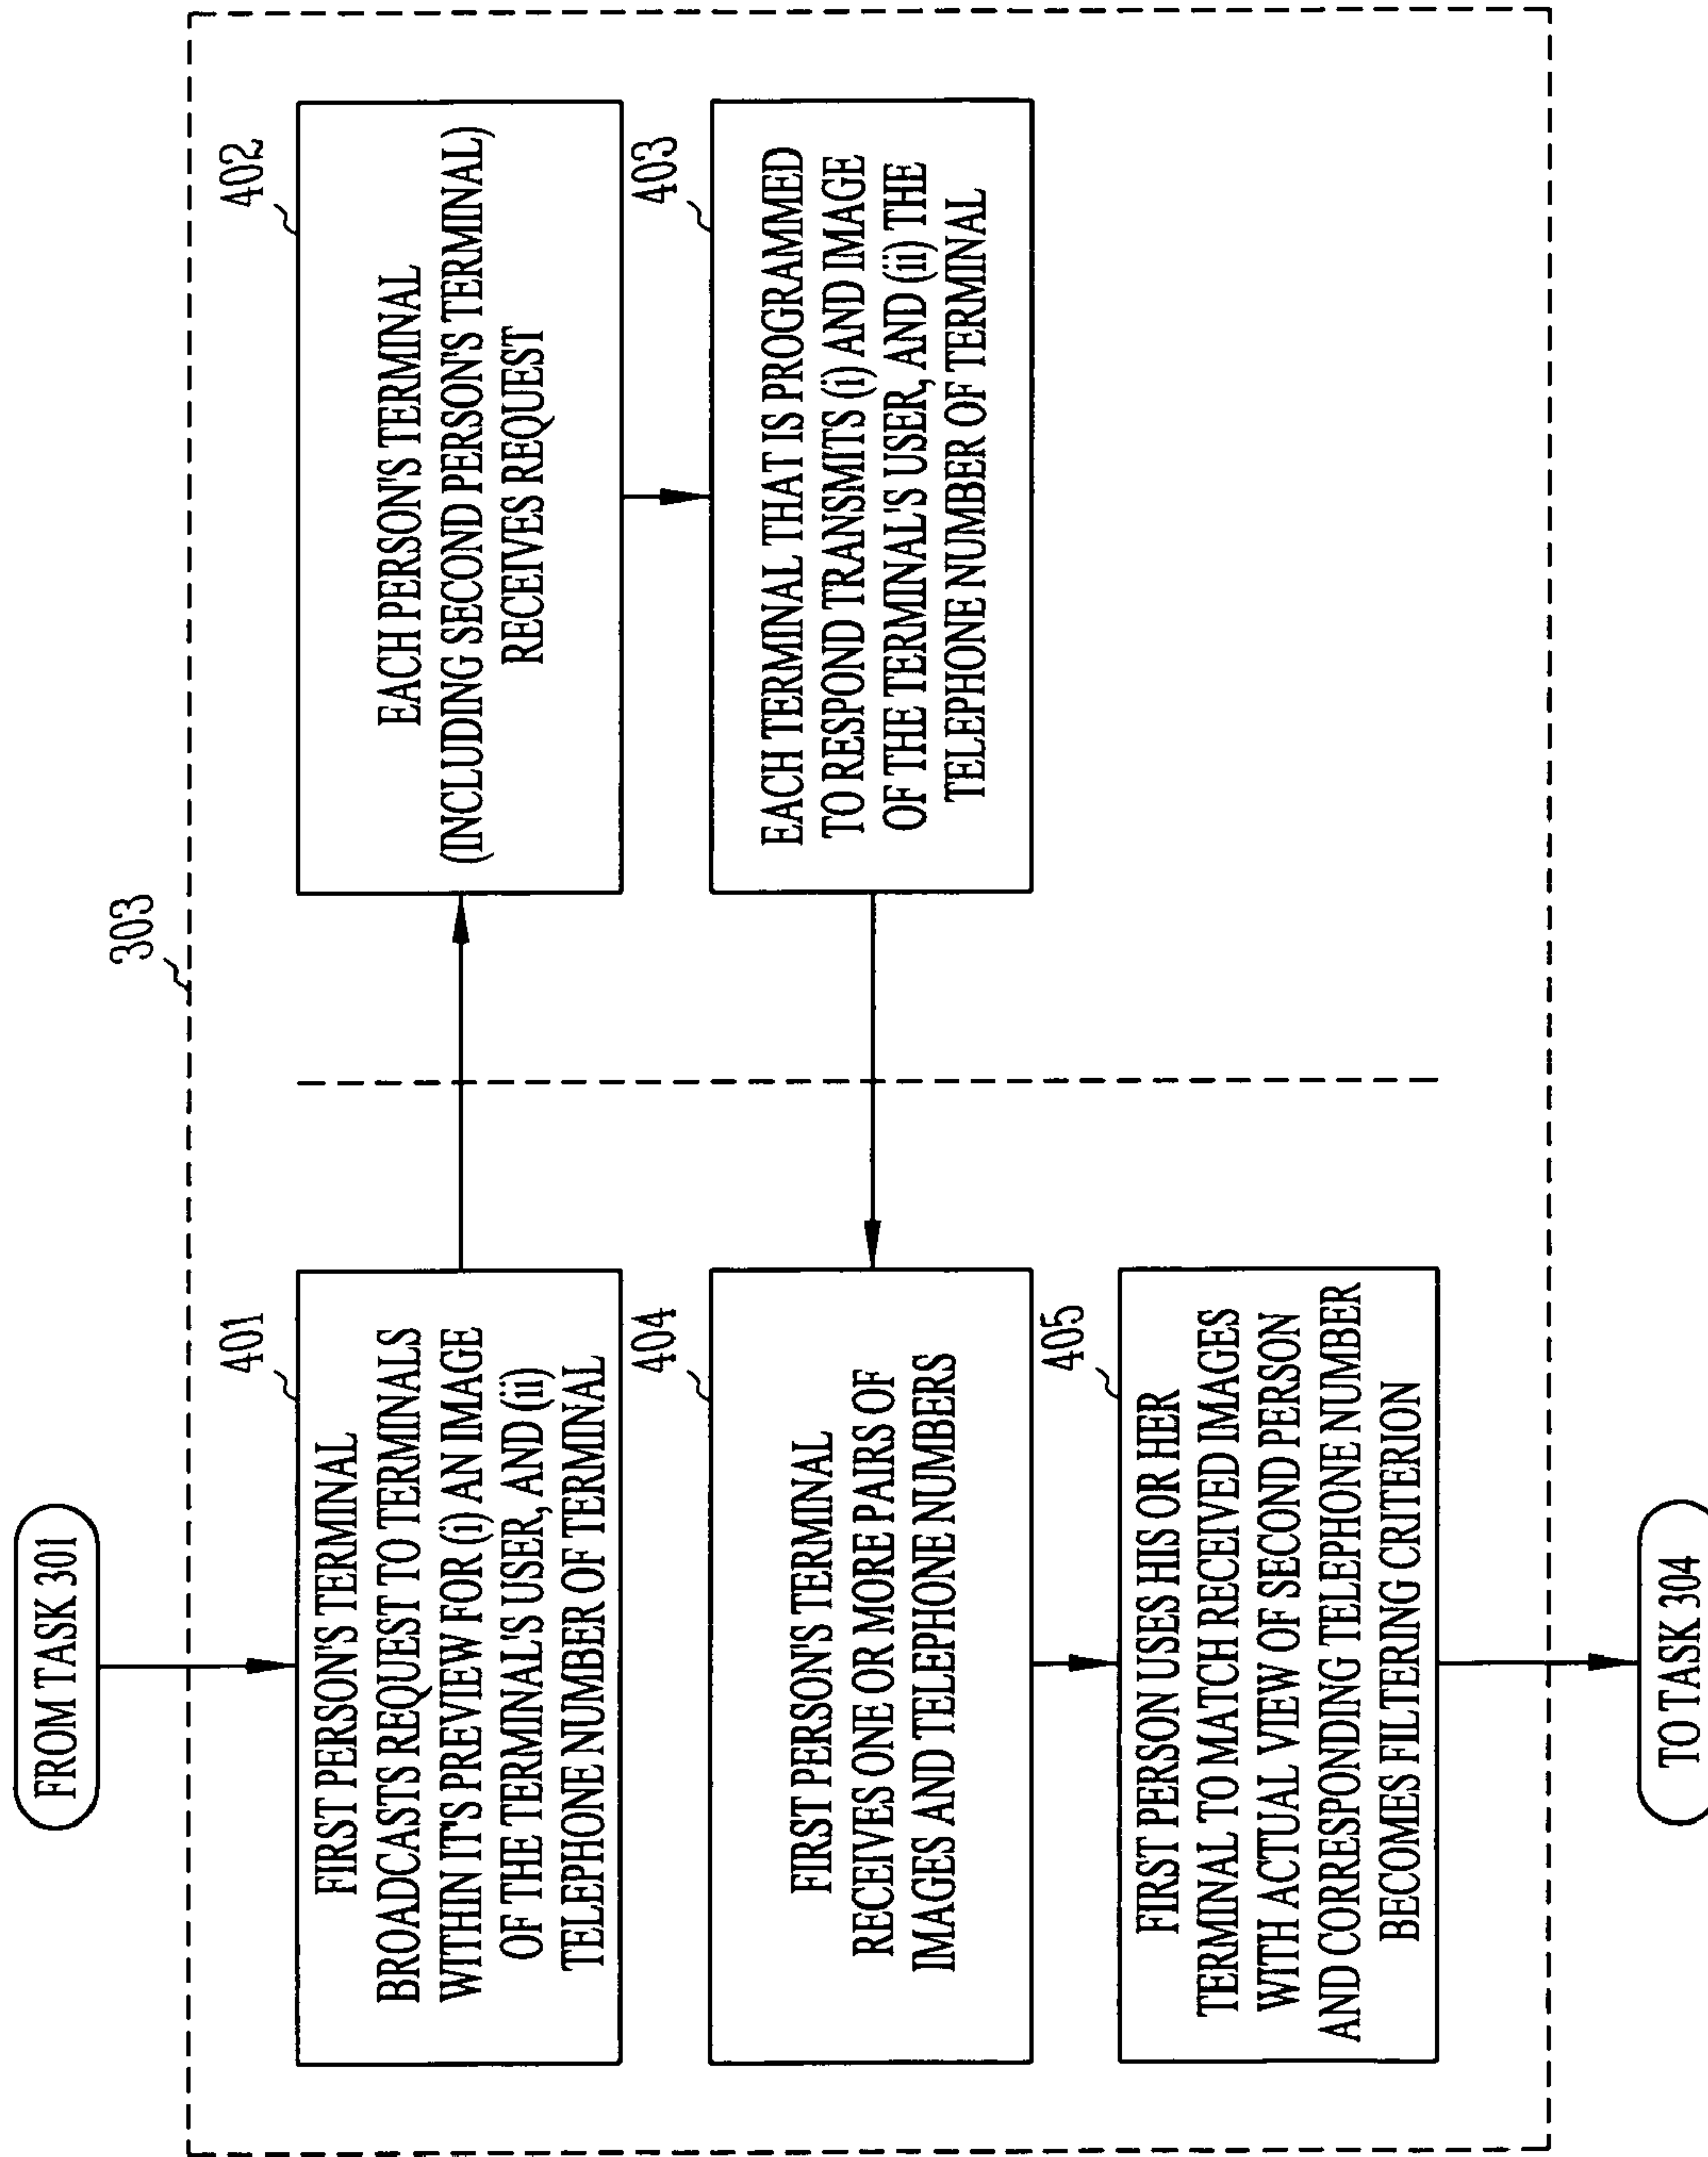 FROM TASK 301
303
401
FIRST PERSON'S TERMINAL
BROADCASTS REQUEST TO TERMINALS
WITHIN IT'S PREVIEW FOR (i) AN IMAGE
OF THE TERMINAL'S USER, AND (ii)
TELEPHONE NUMBER OF TERMINAL
402
EACH PERSON'S TERMINAL
(INCLUDING SECOND PERSON'S TERMINAL)
RECEIVES REQUEST
403
EACH TERMINAL THAT IS PROGRAMMED
TO RESPOND TRANSMITS (i) AND IMAGE
OF THE TERMINAL'S USER, AND (ii) THE
TELEPHONE NUMBER OF TERMINAL
404
FIRST PERSON'S TERMINAL
RECEIVES ONE OR MORE PAIRS OF
IMAGES AND TELEPHONE NUMBERS
405
FIRST PERSON USES HIS OR HER
TERMINAL TO MATCH RECEIVED IMAGES
WITH ACTUAL VIEW OF SECOND PERSON
AND CORRESPONDING TELEPHONE NUMBER
BECOMES FILTERING CRITERION
TO TASK 304